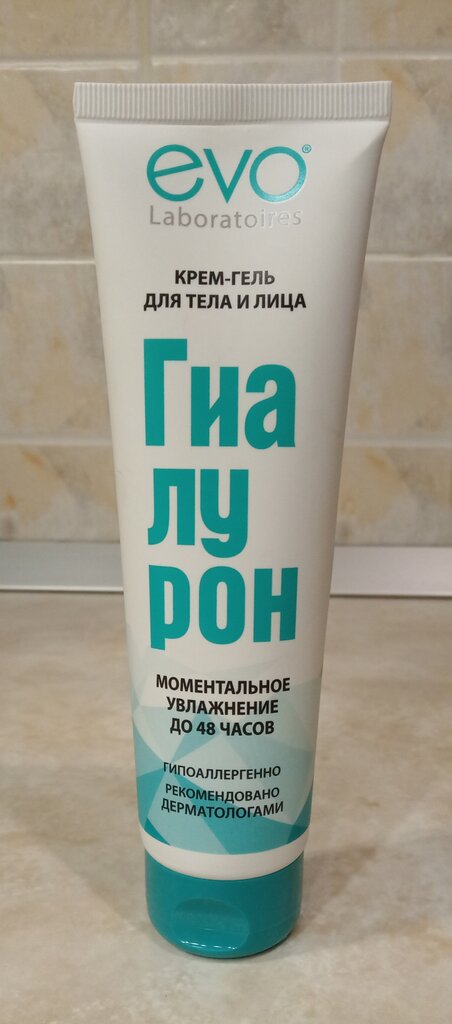 evo®
Laboratoires
КРЕМ-ГЕЛЬ
ДЛЯ ТЕЛА И ЛИЦА
Гиа
лу
рон
МОМЕНТАЛЬНОЕ
УВЛАЖНЕНИЕ
ДО 48 ЧАСОВ
ГИПОАЛЛЕРГЕННО
РЕКОМЕНДОВАНО
ДЕРМАТОЛОГАМИ